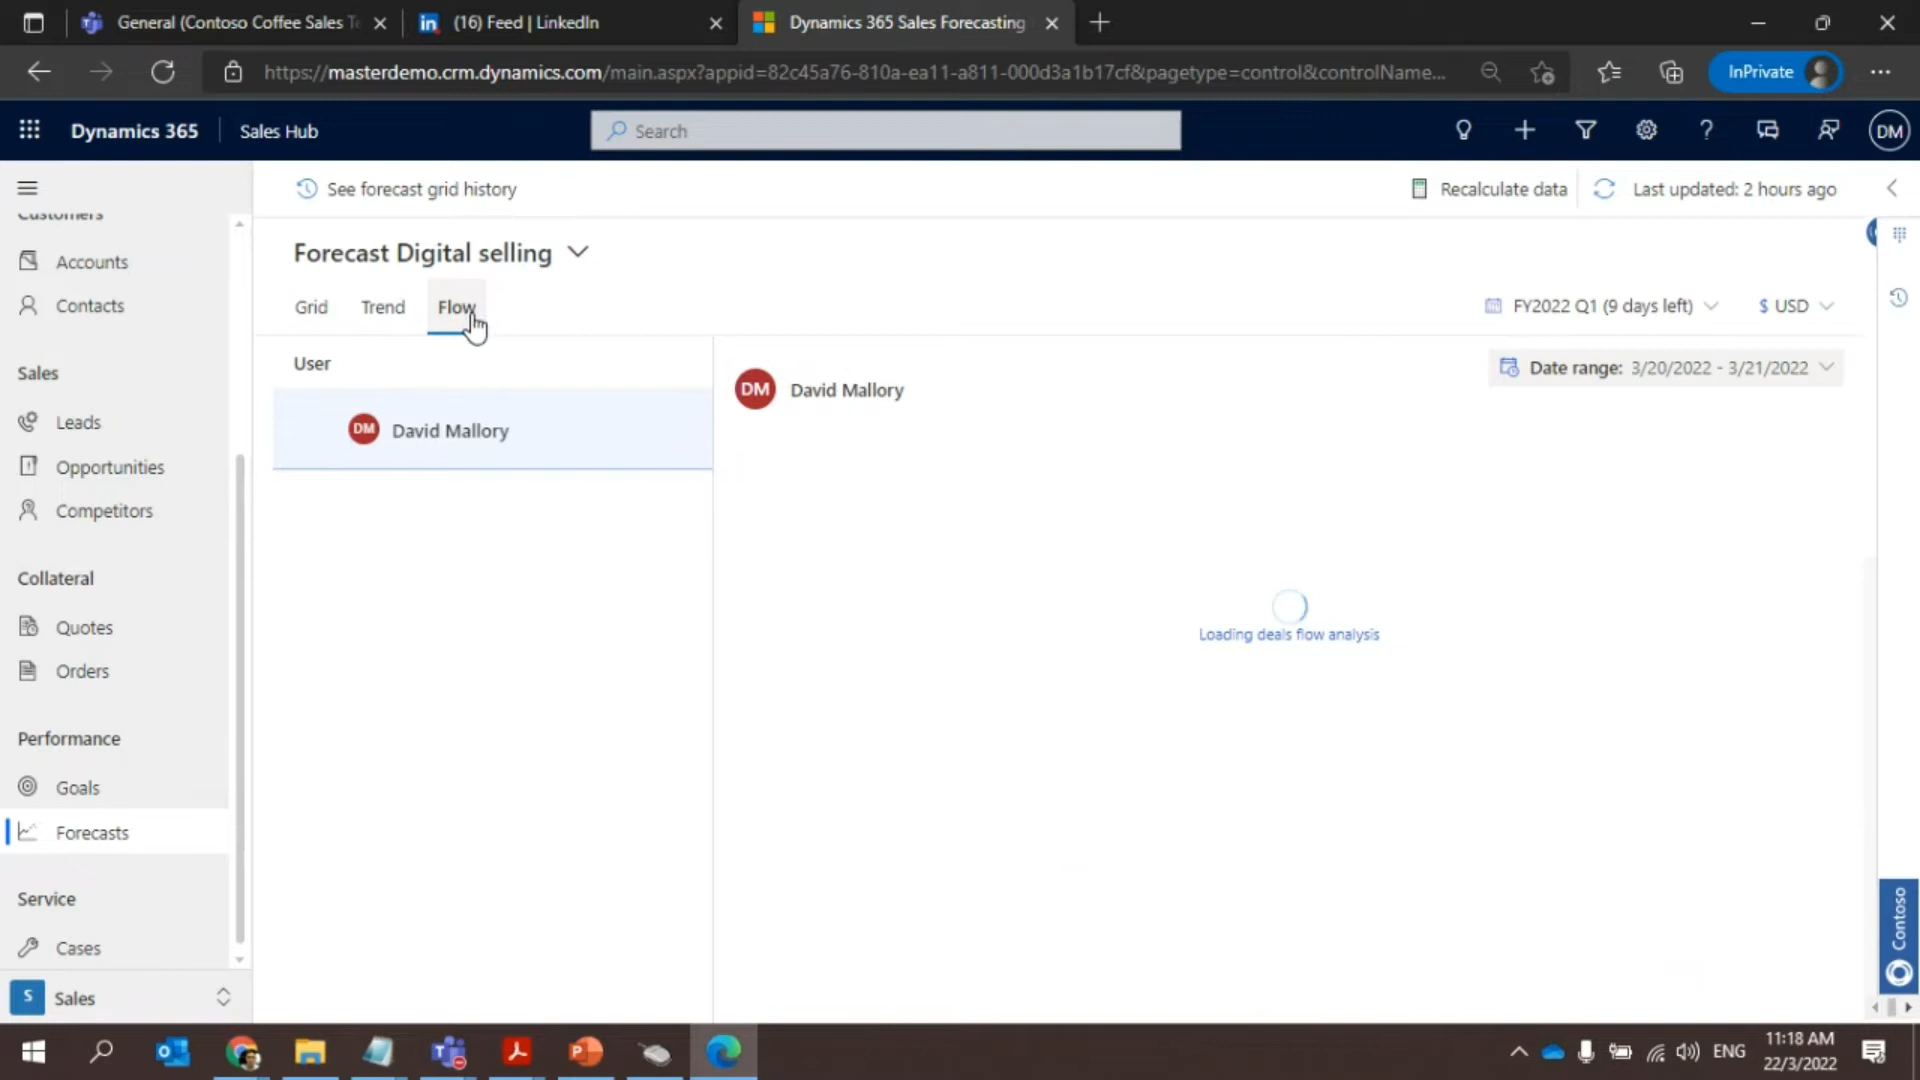 General (Contoso Coffee Sales Te
(16) Feed | LinkedIn
Dynamics 365 Sales Forecasting
https://masterdemo.crm.dynamics.com/main.aspx?appid=82c45a76-810a-ea11-a811-000d3a1b17cf&pagetype=control&controlName...
InPrivate
Dynamics 365
Sales Hub
Search
DM
See forecast grid history
Recalculate data
Last updated: 2 hours ago
Customers
Accounts
Contacts
Sales
Leads
Opportunities
Competitors
Collateral
Quotes
Orders
Performance
Goals
Forecasts
Service
Cases
S Sales
Forecast Digital selling
Grid
Trend
Flow
FY2022 Q1 (9 days left)
$ USD
User
DM David Mallory
DM David Mallory
Date range: 3/20/2022 - 3/21/2022
Loading deals flow analysis
Contoso
ENG
11:18 AM
22/3/2022